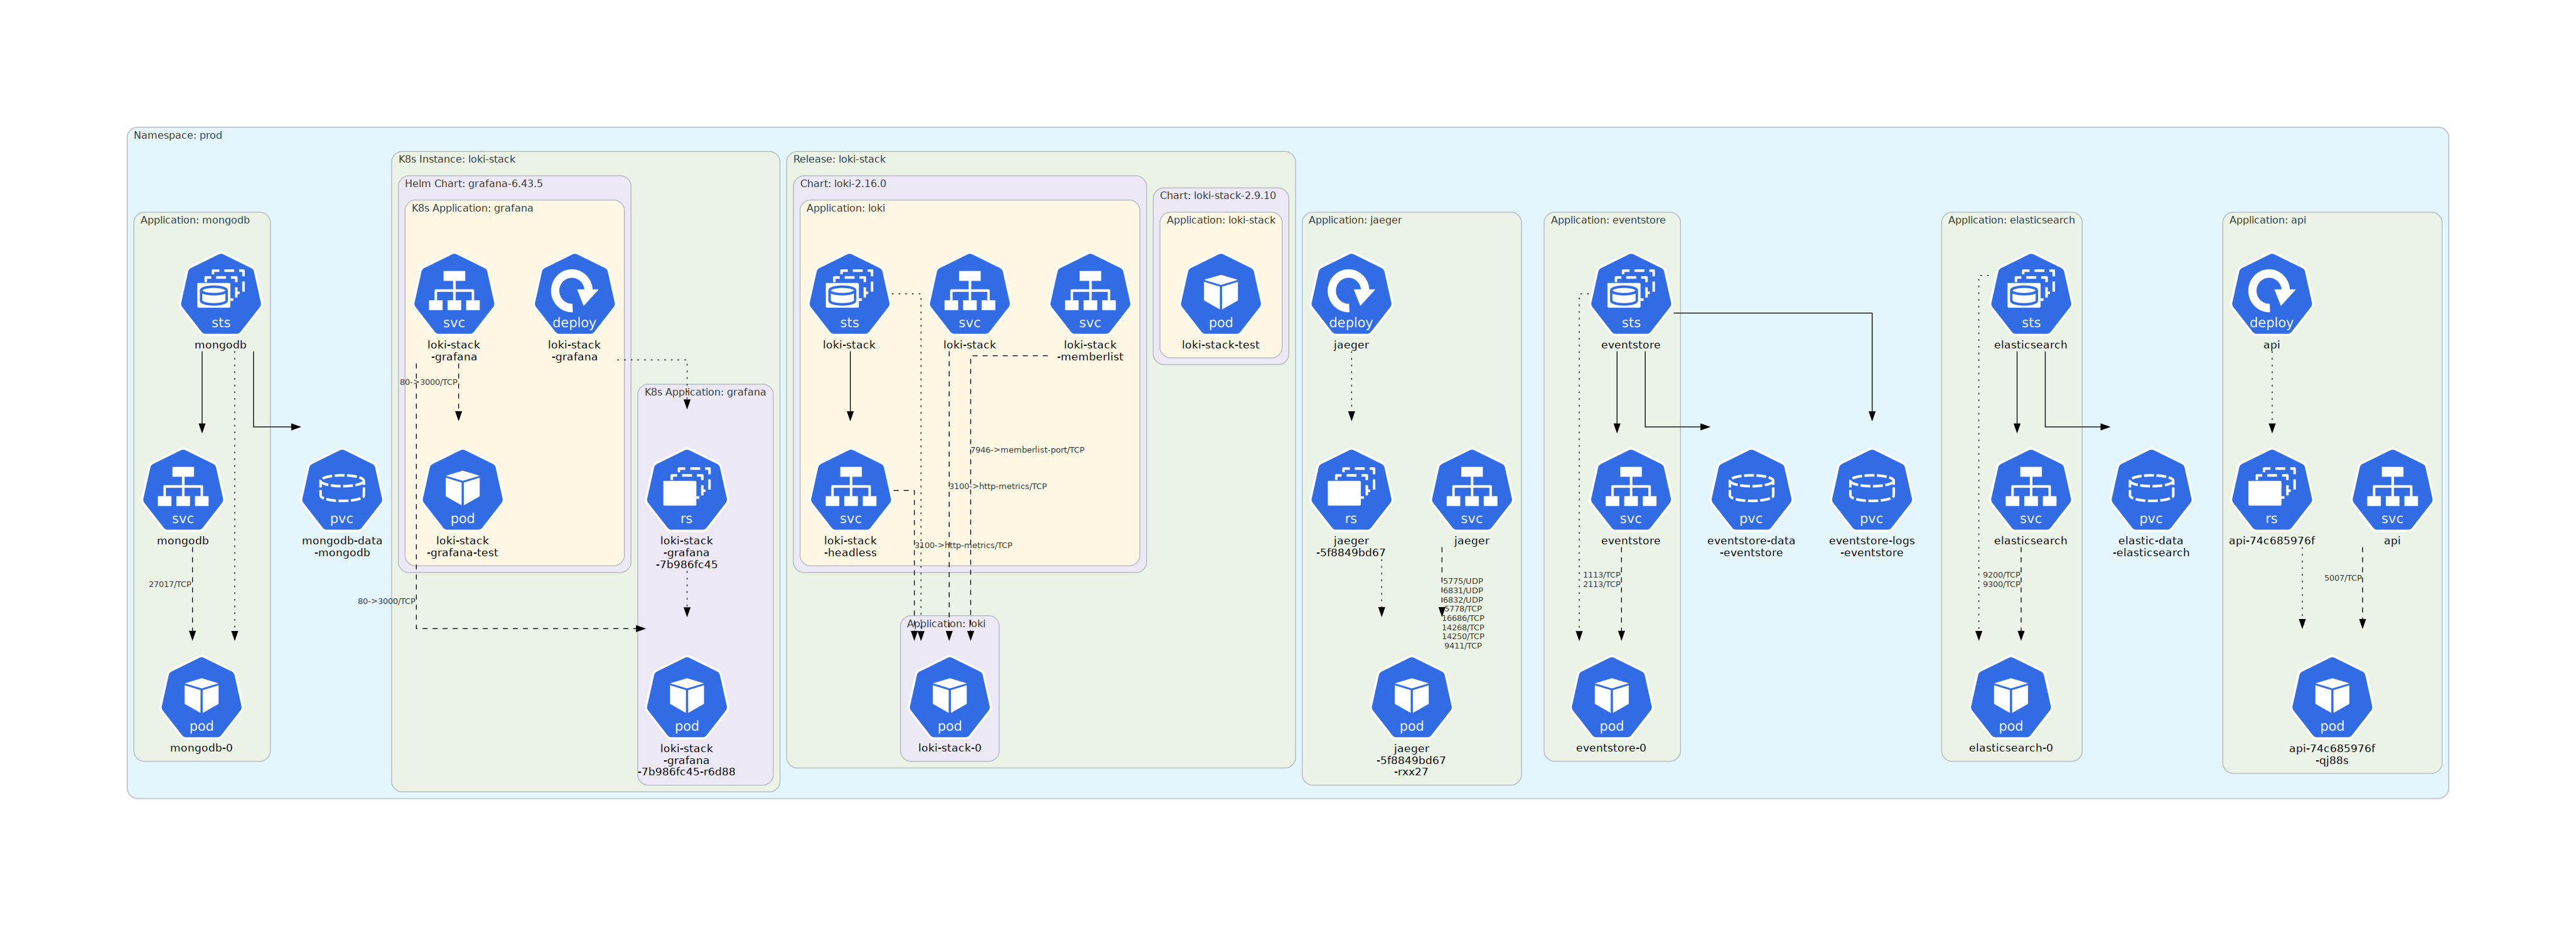 Namespace: prod
Application: mongodb
sts
mongodb
svc
mongodb
27017/TCP
pod
mongodb-0
pvc
mongodb-data
-mongodb
K8s Instance: loki-stack
Helm Chart: grafana-6.43.5
K8s Application: grafana
svc
loki-stack
-grafana
deploy
loki-stack
-grafana
80->3000/TCP
pod
loki-stack
-grafana-test
80->3000/TCP
K8s Application: grafana
rs
loki-stack
-grafana
-7b986fc45
pod
loki-stack
-grafana
-7b986fc45-r6d88
Release: loki-stack
Chart: loki-2.16.0
Application: loki
sts
loki-stack
svc
loki-stack
svc
loki-stack
-memberlist
7946->memberlist-port/TCP
3100->http-metrics/TCP
svc
loki-stack
-headless
3100->http-metrics/TCP
Application: loki
pod
loki-stack-0
Chart: loki-stack-2.9.10
Application: loki-stack
pod
loki-stack-test
Application: jaeger
deploy
jaeger
rs
jaeger
-5f8849bd67
svc
jaeger
5775/UDP
6831/UDP
6832/UDP
5778/TCP
16686/TCP
14268/TCP
14250/TCP
9411/TCP
pod
jaeger
-5f8849bd67
-rxx27
Application: eventstore
sts
eventstore
svc
eventstore
1113/TCP
2113/TCP
pod
eventstore-0
pvc
eventstore-data
-eventstore
pvc
eventstore-logs
-eventstore
Application: elasticsearch
sts
elasticsearch
svc
elasticsearch
9200/TCP
9300/TCP
pod
elasticsearch-0
pvc
elastic-data
-elasticsearch
Application: api
deploy
api
rs
api-74c685976f
svc
api
5007/TCP
pod
api-74c685976f
-qj88s